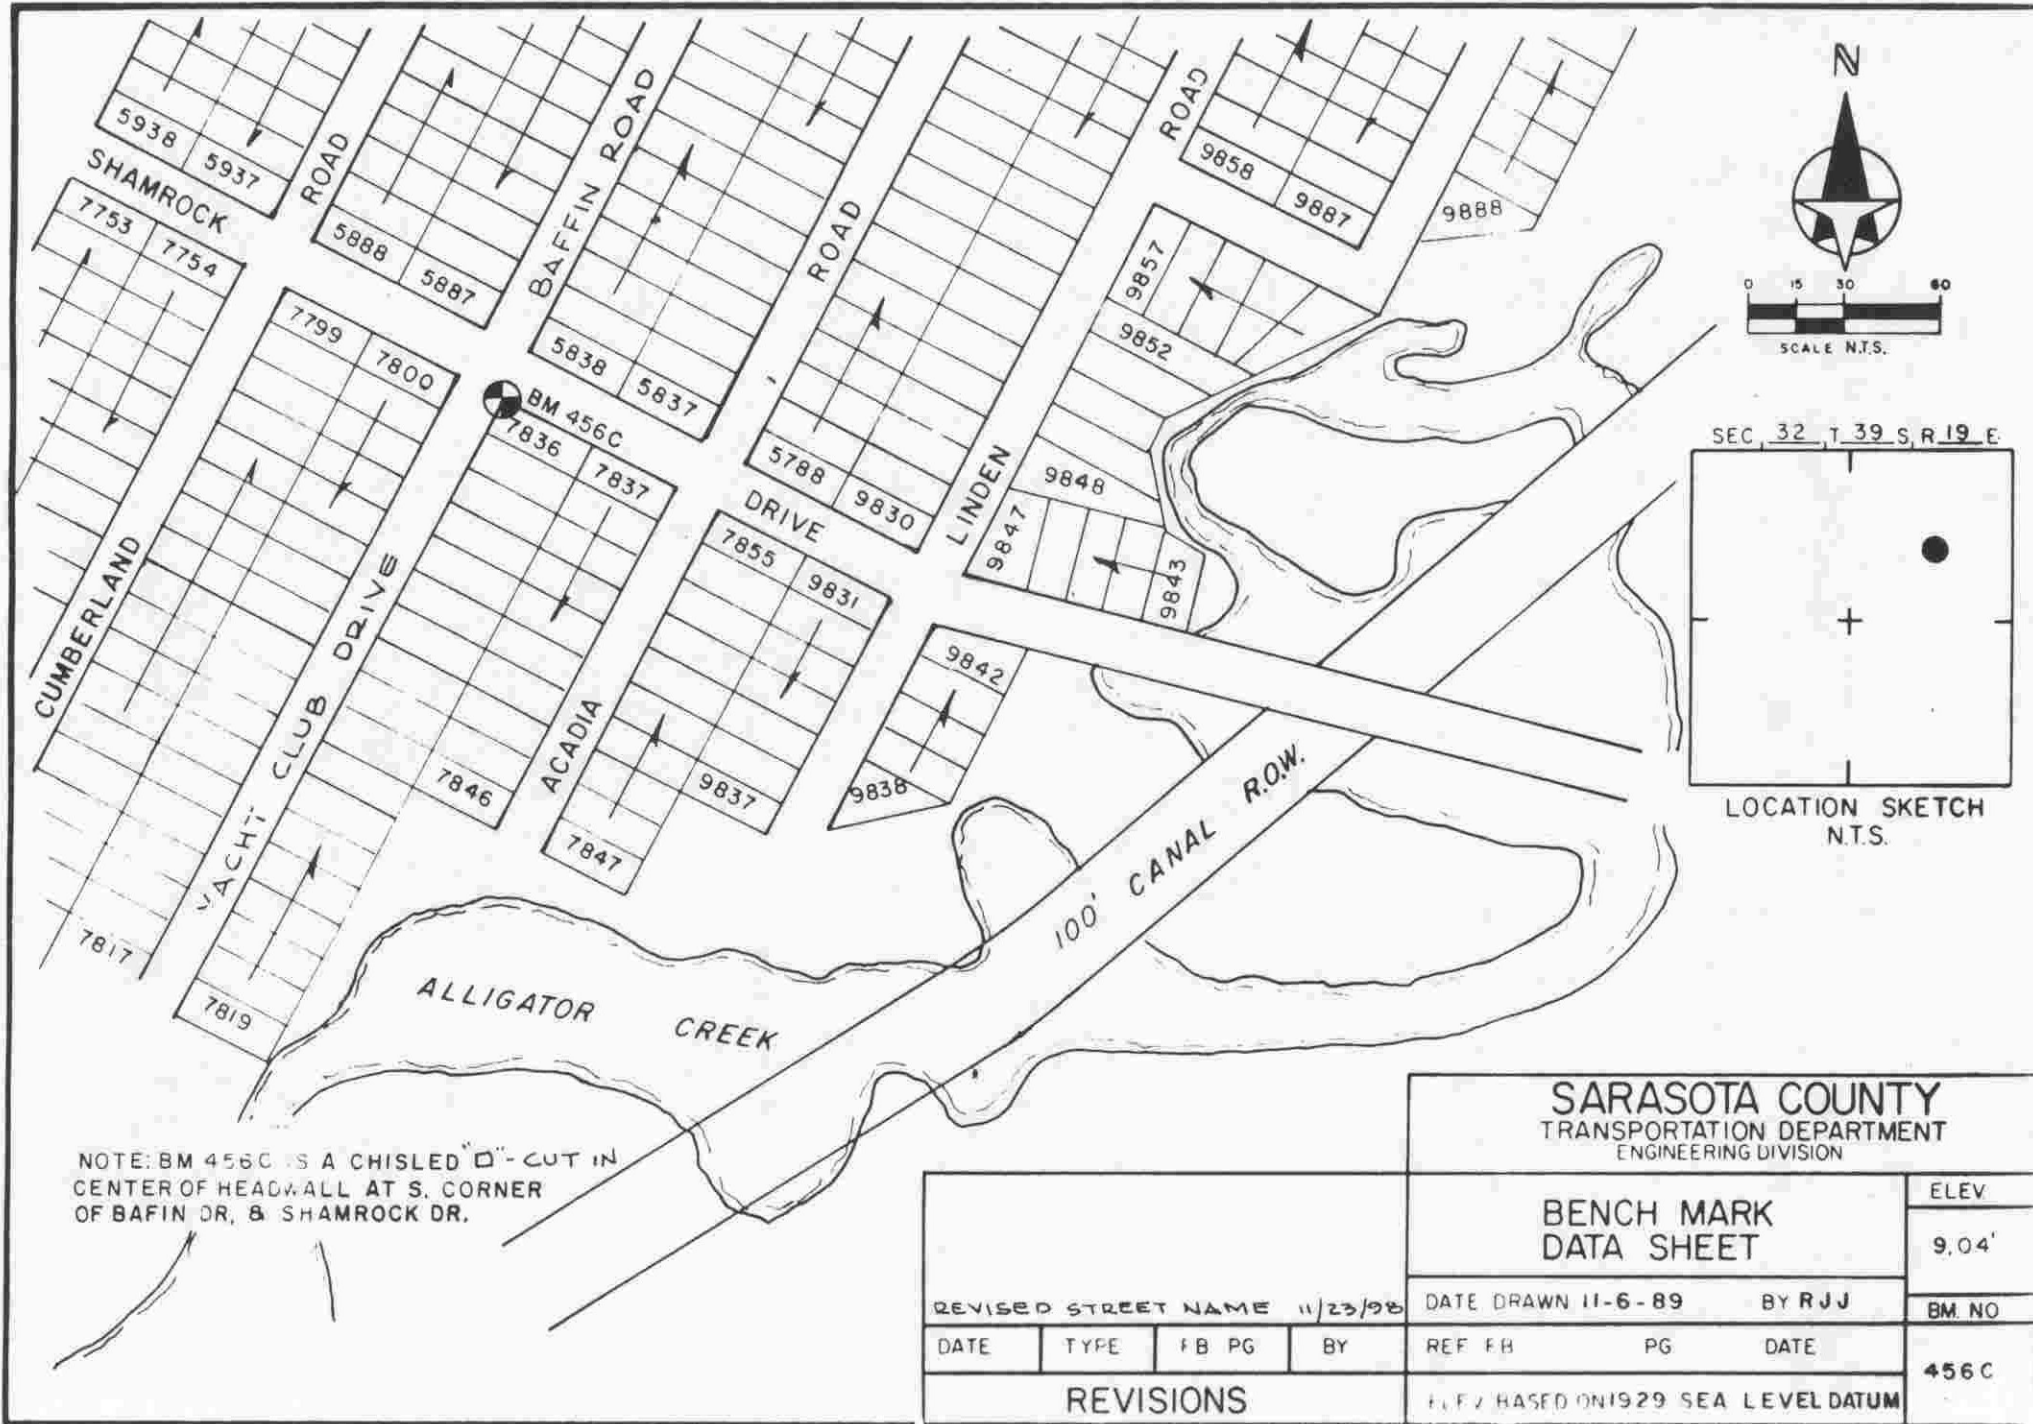 5938
5937
SHAMROCK
ROAD
7753
7754
5888
5887
BAFFIN ROAD
7799
7800
5838
5837
ROAD
BM 456C
7836
7837
DRIVE
5788
9830
LINDEN
ROAD
9858
9887
9888
9857
9852
9848
9847
9843
7855
9831
9842
9838
9837
7847
7846
ACADIA
CUMBERLAND
YACHT CLUB DRIVE
7817
7819
ALLIGATOR CREEK
100' CANAL R.O.W.
N
0 15 30 60
SCALE N.T.S.
SEC, 32, T, 39 S, R 19 E
LOCATION SKETCH
N.T.S.
NOTE: BM 456C IS A CHISLED "□"-CUT IN
CENTER OF HEADWALL AT S. CORNER
OF BAFIN DR, & SHAMROCK DR.
SARASOTA COUNTY
TRANSPORTATION DEPARTMENT
ENGINEERING DIVISION
BENCH MARK
DATA SHEET
ELEV
9.04'
REVISED STREET NAME 11/23/98
DATE DRAWN 11-6-89 BY RJJ
BM. NO
456C
DATE TYPE FB PG BY
REF FB PG DATE
REVISIONS
ELEV BASED ON 1929 SEA LEVEL DATUM